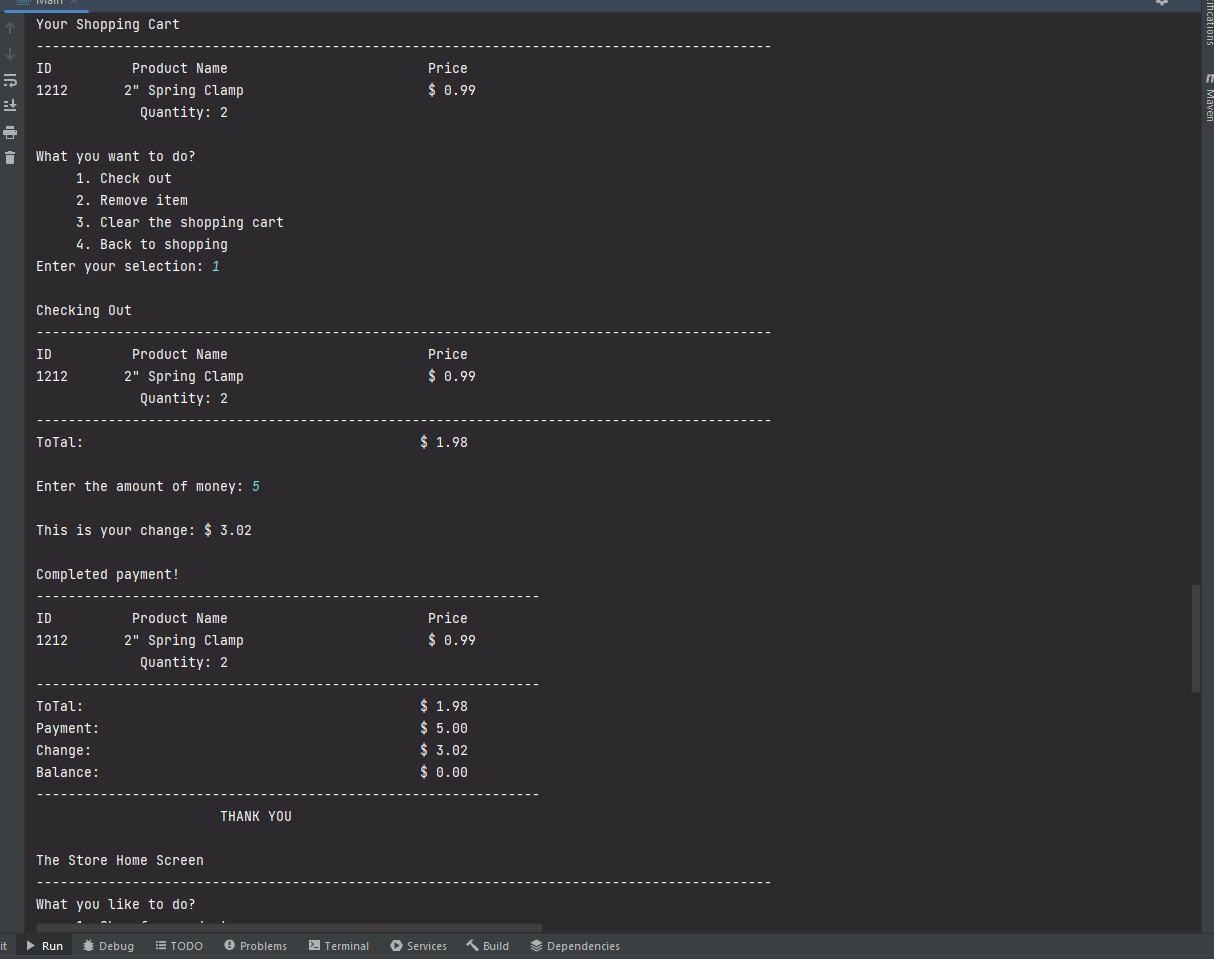 Main
Your Shopping Cart
--------------------------------------------------------------------------------------------
ID          Product Name                         Price
1212       2" Spring Clamp                       $ 0.99
             Quantity: 2
What you want to do?
     1. Check out
     2. Remove item
     3. Clear the shopping cart
     4. Back to shopping
Enter your selection: 1
Checking Out
--------------------------------------------------------------------------------------------
ID          Product Name                         Price
1212       2" Spring Clamp                       $ 0.99
             Quantity: 2
--------------------------------------------------------------------------------------------
ToTal:                                          $ 1.98
Enter the amount of money: 5
This is your change: $ 3.02
Completed payment!
---------------------------------------------------------------
ID          Product Name                         Price
1212       2" Spring Clamp                       $ 0.99
             Quantity: 2
---------------------------------------------------------------
ToTal:                                          $ 1.98
Payment:                                        $ 5.00
Change:                                         $ 3.02
Balance:                                        $ 0.00
---------------------------------------------------------------
                       THANK YOU
The Store Home Screen
--------------------------------------------------------------------------------------------
What you like to do?
Run Debug TODO Problems Terminal Services Build Dependencies
Maven